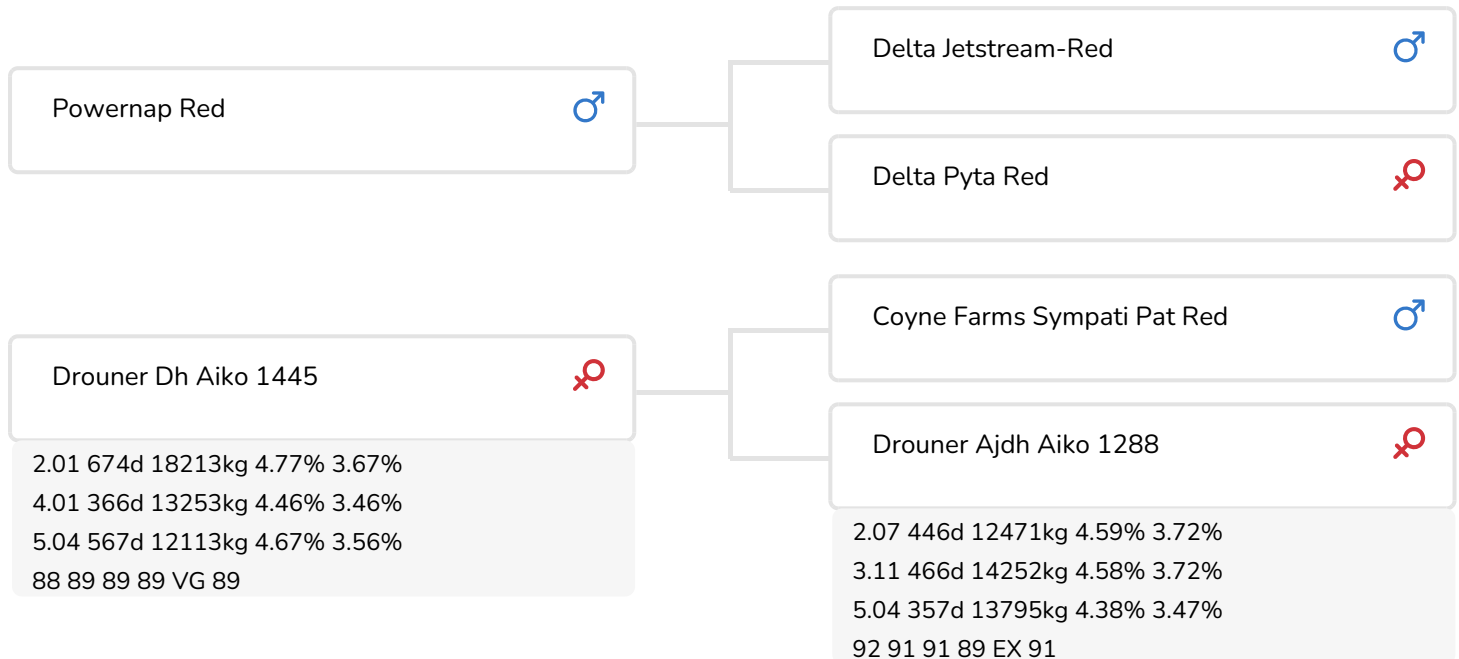 Powernap Red
Delta Jetstream-Red
Delta Pyta Red
Drouner Dh Aiko 1445
2.01 674d 18213kg 4.77% 3.67%
4.01 366d 13253kg 4.46% 3.46%
5.04 567d 12113kg 4.67% 3.56%
88 89 89 89 VG 89
Coyne Farms Sympati Pat Red
Drouner Ajdh Aiko 1288
2.07 446d 12471kg 4.59% 3.72%
3.11 466d 14252kg 4.58% 3.72%
5.04 357d 13795kg 4.38% 3.47%
92 91 91 89 EX 91